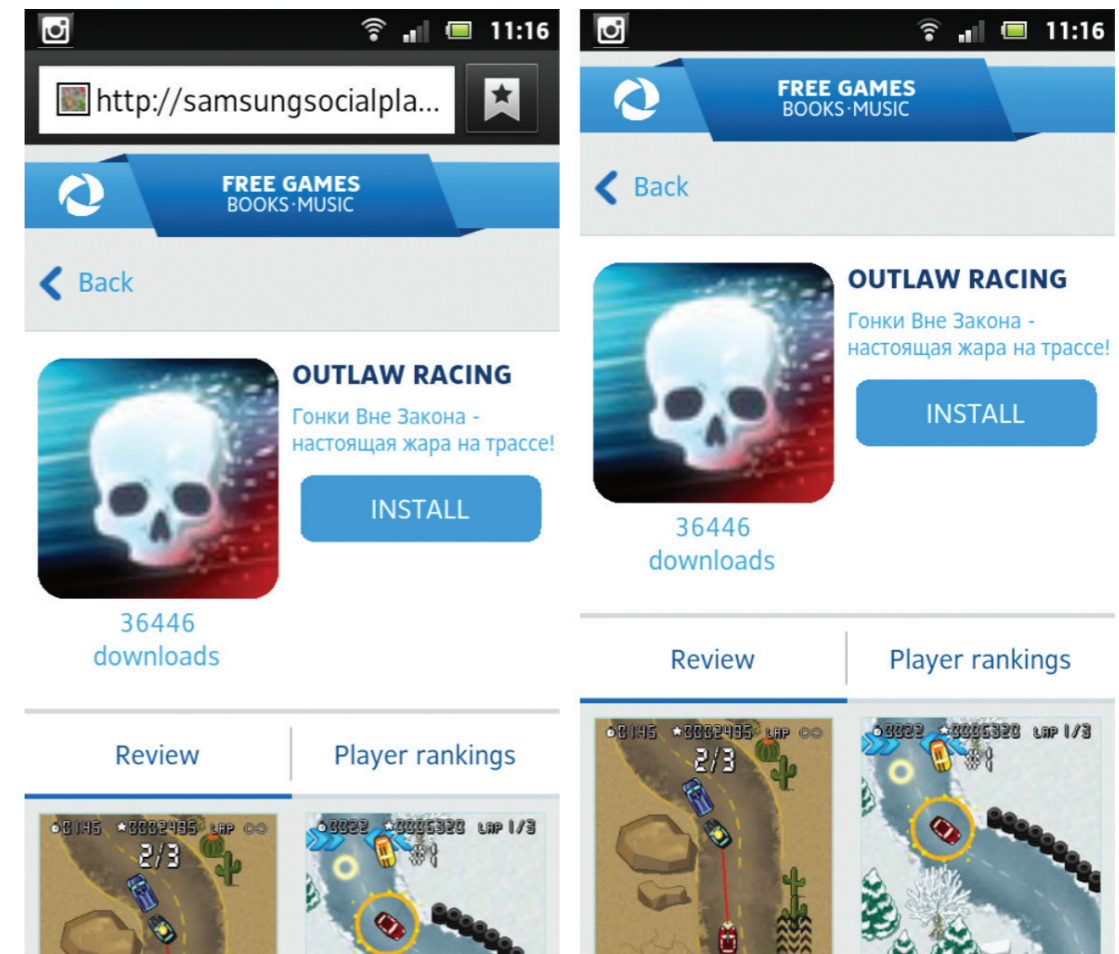 11:16
http://samsungsocialpla...
FREE GAMES
BOOKS·MUSIC
Back
OUTLAW RACING
Гонки Вне Закона -
настоящая жара на трассе!
INSTALL
36446
downloads
Review
Player rankings
LAP
2/3
LAP 1/3
#1
11:16
FREE GAMES
BOOKS·MUSIC
Back
OUTLAW RACING
Гонки Вне Закона -
настоящая жара на трассе!
INSTALL
36446
downloads
Review
Player rankings
LAP
2/3
LAP 1/3
#1